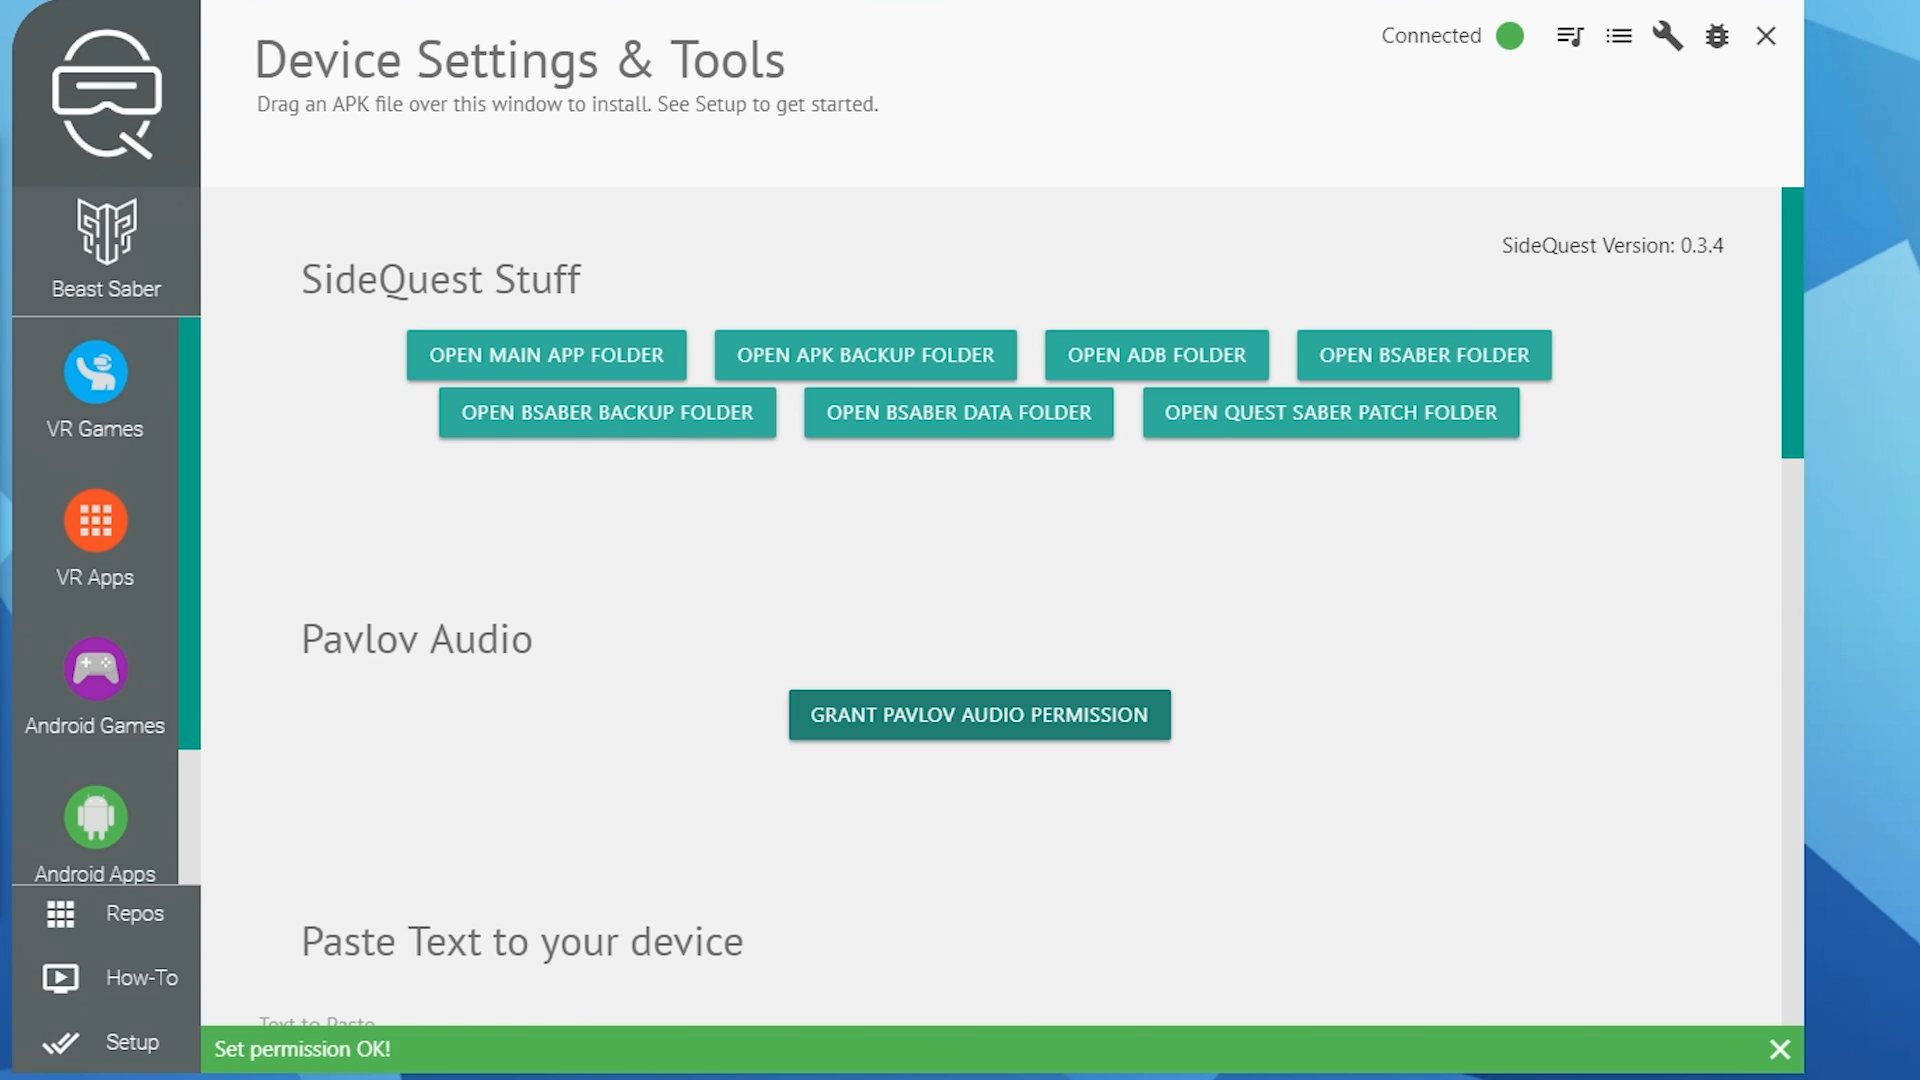 Device Settings & Tools
Drag an APK file over this window to install. See Setup to get started.
Connected
Beast Saber
VR Games
VR Apps
Android Games
Android Apps
Repos
How-To
Setup
SideQuest Version: 0.3.4
SideQuest Stuff
OPEN MAIN APP FOLDER
OPEN APK BACKUP FOLDER
OPEN ADB FOLDER
OPEN BSABER FOLDER
OPEN BSABER BACKUP FOLDER
OPEN BSABER DATA FOLDER
OPEN QUEST SABER PATCH FOLDER
Pavlov Audio
GRANT PAVLOV AUDIO PERMISSION
Paste Text to your device
Text to Paste
Set permission OK!